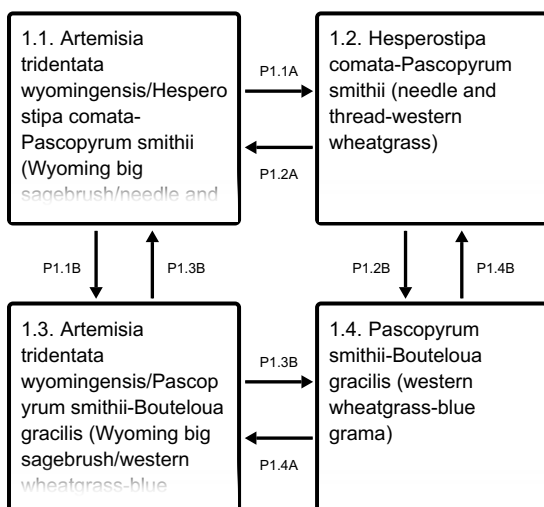 1.1. Artemisia
tridentata
wyomingensis/Hespero
stipa comata-
Pascopyrum smithii
(Wyoming big
sagebrush/needle and
P1.1A
P1.2A
1.2. Hesperostipa
comata-Pascopyrum
smithii (needle and
thread-western
wheatgrass)
P1.1B
P1.3B
P1.2B
P1.4B
1.3. Artemisia
tridentata
wyomingensis/Pascop
yrum smithii-Bouteloua
gracilis (Wyoming big
sagebrush/western
wheatgrass-blue
P1.3B
P1.4A
1.4. Pascopyrum
smithii-Bouteloua
gracilis (western
wheatgrass-blue
grama)